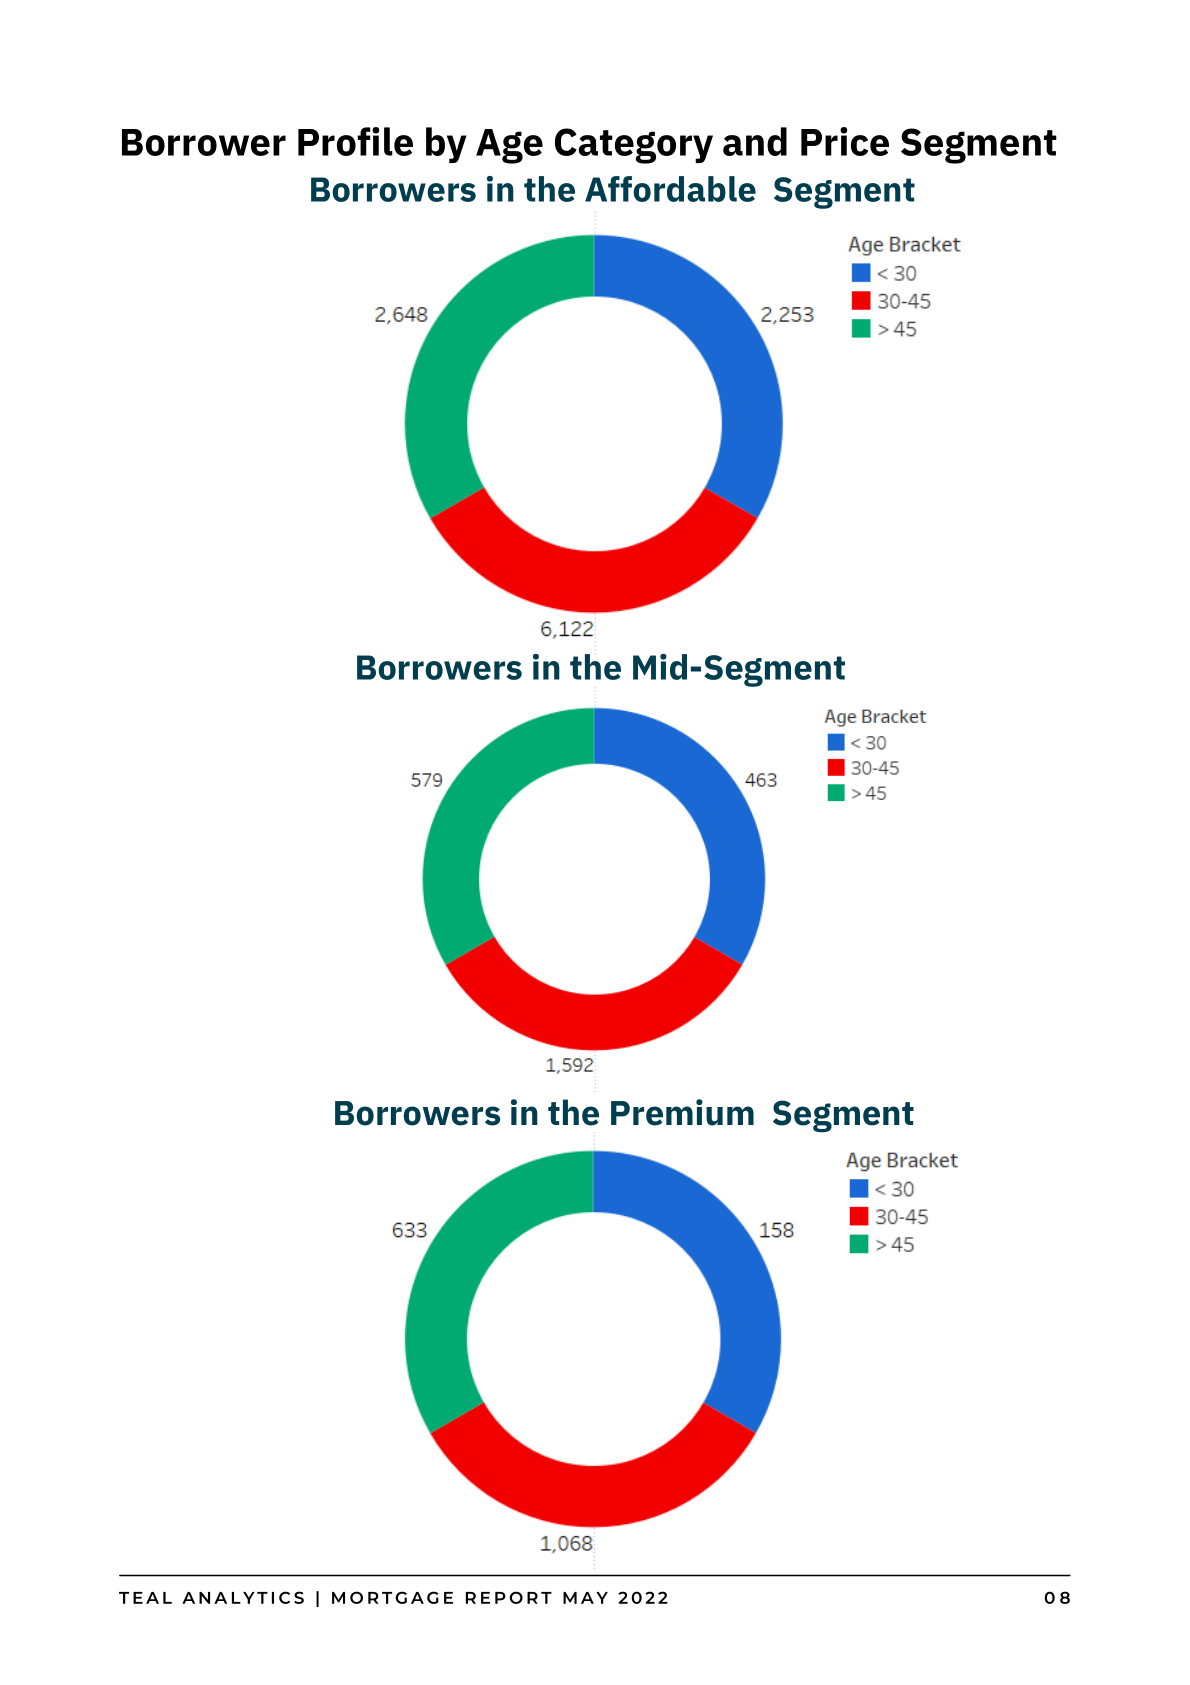 Borrower Profile by Age Category and Price Segment
Borrowers in the Affordable Segment
Age Bracket
< 30
30-45
> 45
2,648
2,253
6,122
Borrowers in the Mid-Segment
Age Bracket
< 30
30-45
> 45
579
463
1,592
Borrowers in the Premium Segment
Age Bracket
< 30
30-45
> 45
633
158
1,068
TEAL ANALYTICS | MORTGAGE REPORT MAY 2022 08